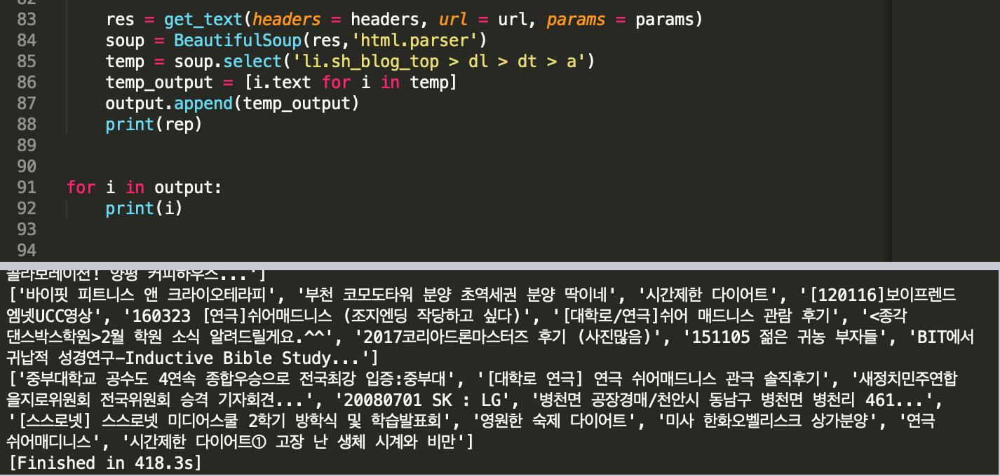 82
83 res = get_text(headers = headers, url = url, params = params)
84 soup = BeautifulSoup(res,'html.parser')
85 temp = soup.select('li.sh_blog_top > dl > dt > a')
86 temp_output = [i.text for i in temp]
87 output.append(temp_output)
88 print(rep)
89
90
91 for i in output:
92 print(i)
93
94
콜라보레이션! 양평 커피하우스...']
['바이핏 피트니스 앤 크라이오테라피', '부천 코모도타워 분양 초역세권 분양 딱이네', '시간제한 다이어트', '[120116]보이프렌드
엠넷UCC영상', '160323 [연극]쉬어매드니스 (조지엔딩 작당하고 싶다)', '[대학로/연극]쉬어 매드니스 관람 후기', '<종각
댄스박스학원>2월 학원 소식 알려드릴게요.^^', '2017코리아드론마스터즈 후기 (사진많음)', '151105 젊은 귀농 부자들', 'BIT에서
귀납적 성경연구-Inductive Bible Study...']
['중부대학교 공수도 4연속 종합우승으로 전국최강 입증:중부대', '[대학로 연극] 연극 쉬어매드니스 관극 솔직후기', '새정치민주연합
을지로위원회 전국위원회 승격 기자회견...', '20080701 SK : LG', '병천면 공장경매/천안시 동남구 병천면 병천리 461...',
'[스스로넷] 스스로넷 미디어스쿨 2학기 방학식 및 학습발표회', '영원한 숙제 다이어트', '미사 한화오벨리스크 상가분양', '연극
쉬어매디니스', '시간제한 다이어트① 고장 난 생체 시계와 비만']
[Finished in 418.3s]